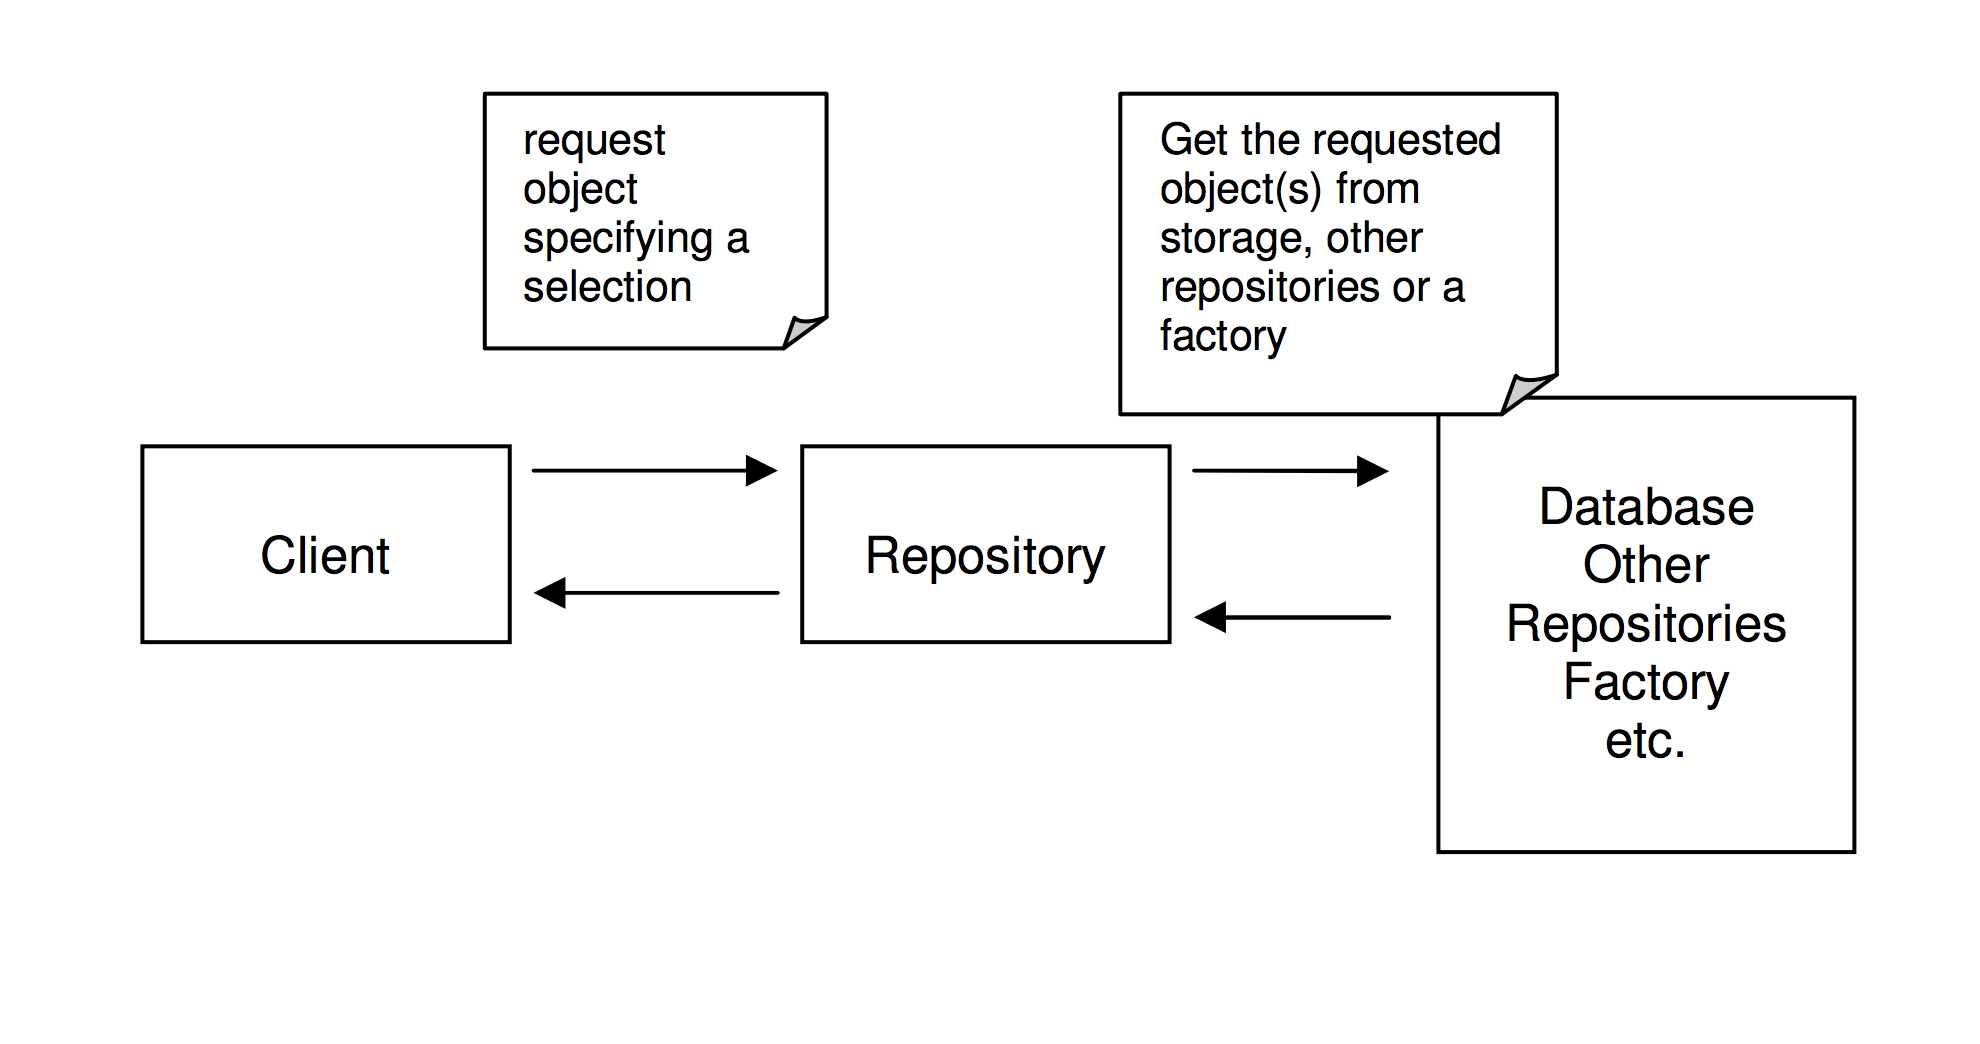 request
object
specifying a
selection
Get the requested
object(s) from
storage, other
repositories or a
factory
Client
Repository
Database
Other
Repositories
Factory
etc.